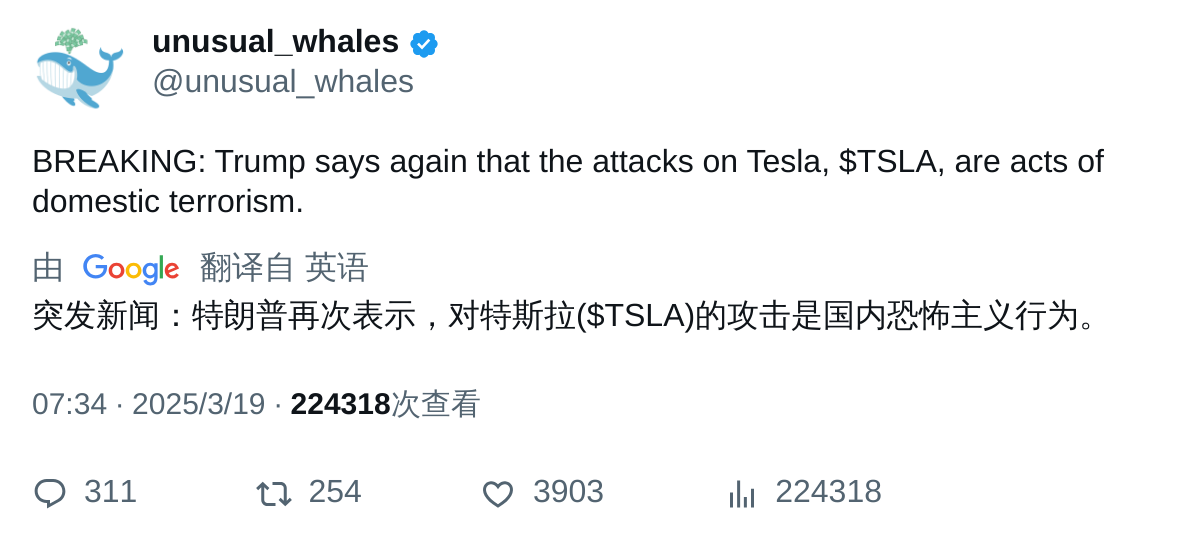 unusual_whales
@unusual_whales
BREAKING: Trump says again that the attacks on Tesla, $TSLA, are acts of
domestic terrorism.
由 Google 翻译自 英语
突发新闻：特朗普再次表示，对特斯拉($TSLA)的攻击是国内恐怖主义行为。
07:34 · 2025/3/19 · 224318次查看
311 254 3903 224318